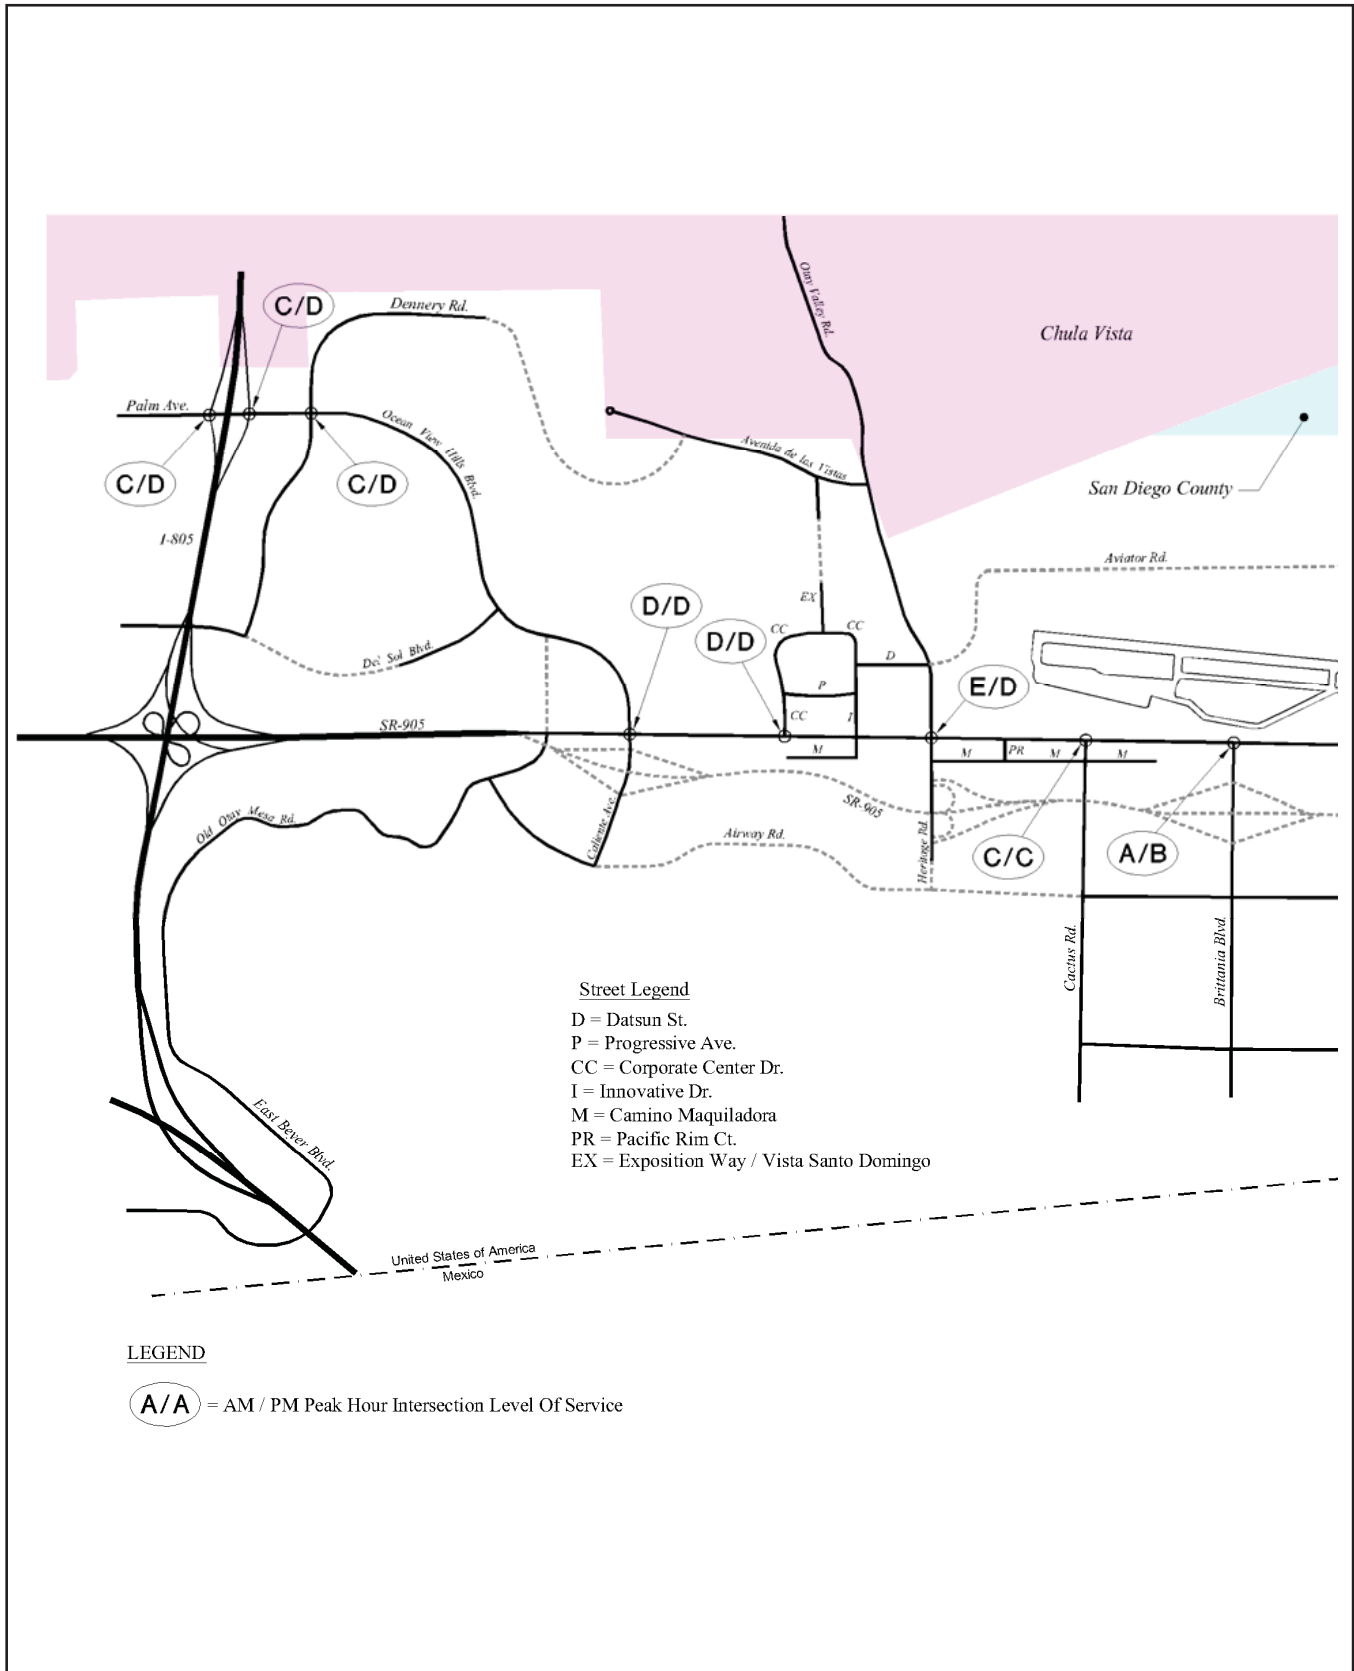 C/D
Dennery Rd.
Otay Valley Rd.
Chula Vista
Palm Ave.
Ocean View Hills Blvd.
Avenida de las Vistas
C/D
C/D
San Diego County
I-805
Aviator Rd.
EX
D/D
CC
CC
D/D
Del Sol Blvd.
D
E/D
P
CC
I
SR-905
M
M
PR
M
M
SR-905
Old Otay Mesa Rd.
Caliente Ave.
Airway Rd.
Heritage Rd.
C/C
A/B
Cactus Rd.
Brittania Blvd.
Street Legend
D = Datsun St.
P = Progressive Ave.
CC = Corporate Center Dr.
I = Innovative Dr.
M = Camino Maquiladora
PR = Pacific Rim Ct.
EX = Exposition Way / Vista Santo Domingo
East Beyer Blvd.
United States of America
Mexico
LEGEND
A/A = AM / PM Peak Hour Intersection Level Of Service